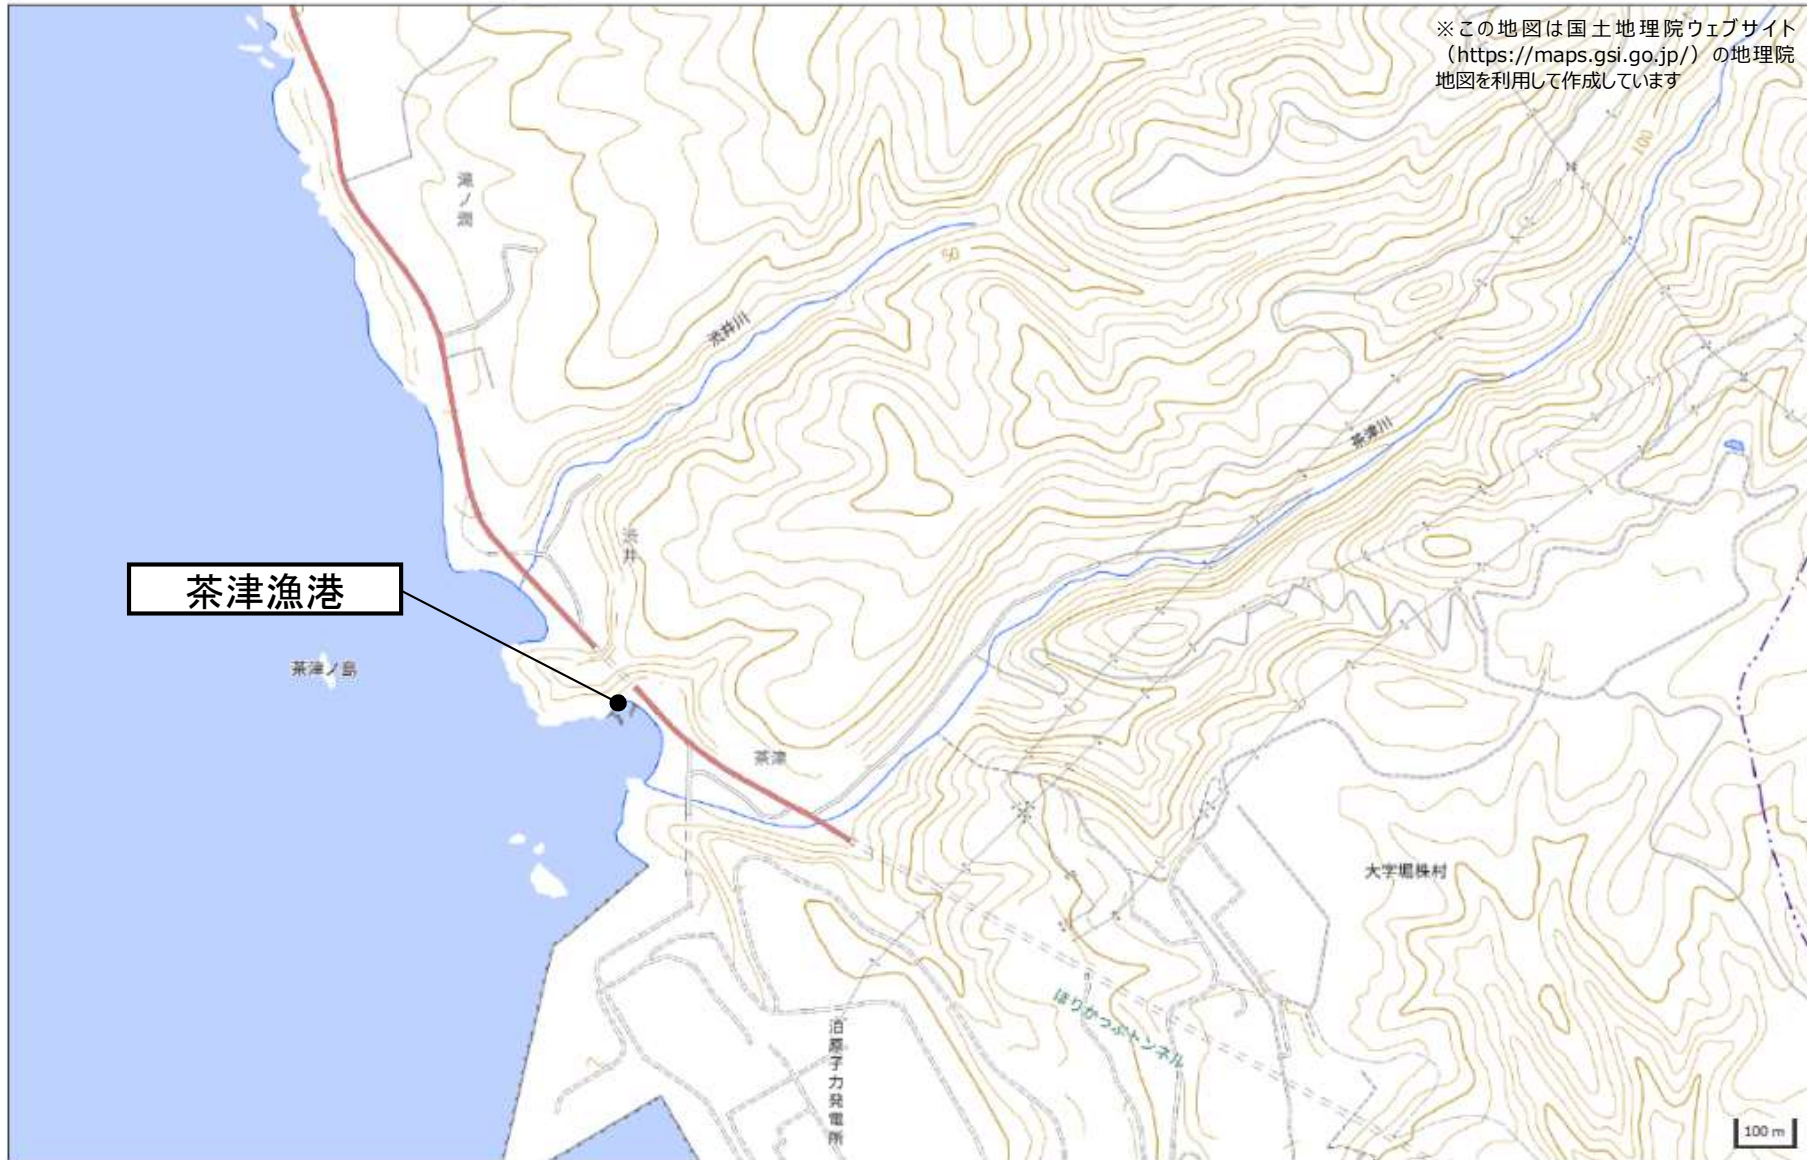 ※この地図は国土地理院ウェブサイト
（https://maps.gsi.go.jp/）の地理院
地図を利用して作成しています
100
滝ノ澗
50
渋井川
茶津川
渋井
茶津漁港
茶津ノ島
茶津
大字堀株村
ほりかっぷトンネル
泊原子力発電所
100 m